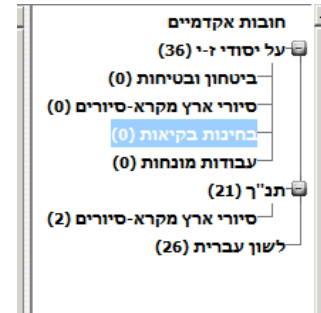 חובות אקדמיים
על יסודי ז-י (36)
ביטחון ובטיחות (0)
סיורי ארץ מקרא-סיורים (0)
בחינות בקיאות (0)
עבודות מונחות (0)
תנ"ך (21)
סיורי ארץ מקרא-סיורים (2)
לשון עברית (26)